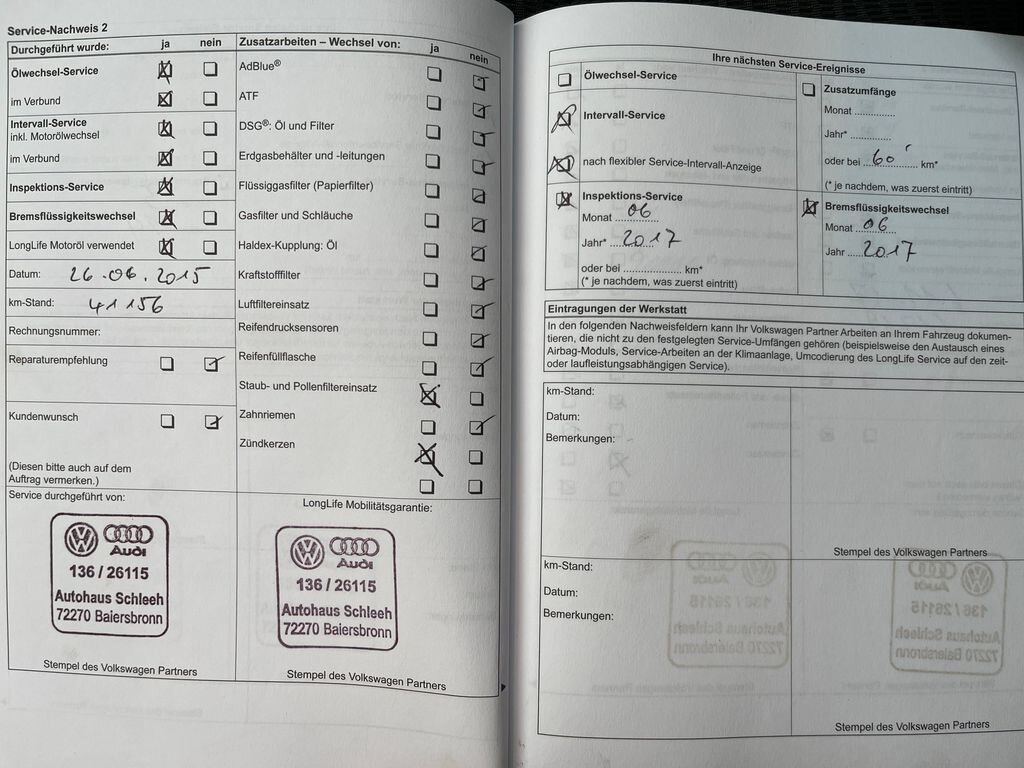 Service-Nachweis 2
Durchgeführt wurde: ja nein
Ölwechsel-Service
im Verbund
Intervall-Service
inkl. Motorölwechsel
im Verbund
Inspektions-Service
Bremsflüssigkeitswechsel
LongLife Motoröl verwendet
Datum: 26.06.2015
km-Stand: 41156
Rechnungsnummer:
Reparaturempfehlung
Kundenwunsch
(Diesen bitte auch auf dem
Auftrag vermerken.)
Service durchgeführt von:
Audi
136 / 26115
Autohaus Schleeh
72270 Baiersbronn
Stempel des Volkswagen Partners
Zusatzarbeiten – Wechsel von: ja nein
AdBlue®
ATF
DSG®: Öl und Filter
Erdgasbehälter und -leitungen
Flüssiggasfilter (Papierfilter)
Gasfilter und Schläuche
Haldex-Kupplung: Öl
Kraftstofffilter
Luftfiltereinsatz
Reifendrucksensoren
Reifenfüllflasche
Staub- und Pollenfiltereinsatz
Zahnriemen
Zündkerzen
LongLife Mobilitätsgarantie:
Audi
136 / 26115
Autohaus Schleeh
72270 Baiersbronn
Stempel des Volkswagen Partners
Ihre nächsten Service-Ereignisse
Ölwechsel-Service
Intervall-Service
nach flexibler Service-Intervall-Anzeige
Inspektions-Service
Monat 06
Jahr* 2017
oder bei .................. km*
(* je nachdem, was zuerst eintritt)
Zusatzumfänge
Monat ............
Jahr* ............
oder bei 60 km*
(* je nachdem, was zuerst eintritt)
Bremsflüssigkeitswechsel
Monat 06
Jahr 2017
Eintragungen der Werkstatt
In den folgenden Nachweisfeldern kann Ihr Volkswagen Partner Arbeiten an Ihrem Fahrzeug dokumen-
tieren, die nicht zu den festgelegten Service-Umfängen gehören (beispielsweise den Austausch eines
Airbag-Moduls, Service-Arbeiten an der Klimaanlage, Umcodierung des LongLife Service auf den zeit-
oder laufleistungsabhängigen Service).
km-Stand:
Datum:
Bemerkungen:
Stempel des Volkswagen Partners
km-Stand:
Datum:
Bemerkungen:
Stempel des Volkswagen Partners